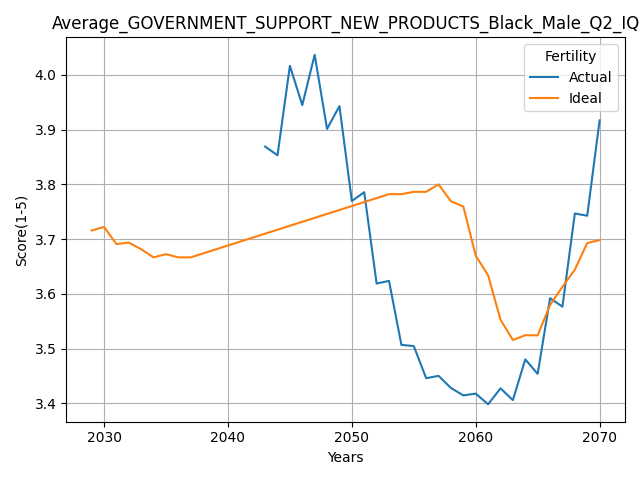 Average_GOVERNMENT_SUPPORT_NEW_PRODUCTS_Black_Male_Q2_IQ
Fertility
Actual
Ideal
Score(1-5)
4.0
3.9
3.8
3.7
3.6
3.5
3.4
2030 2040 2050 2060 2070
Years